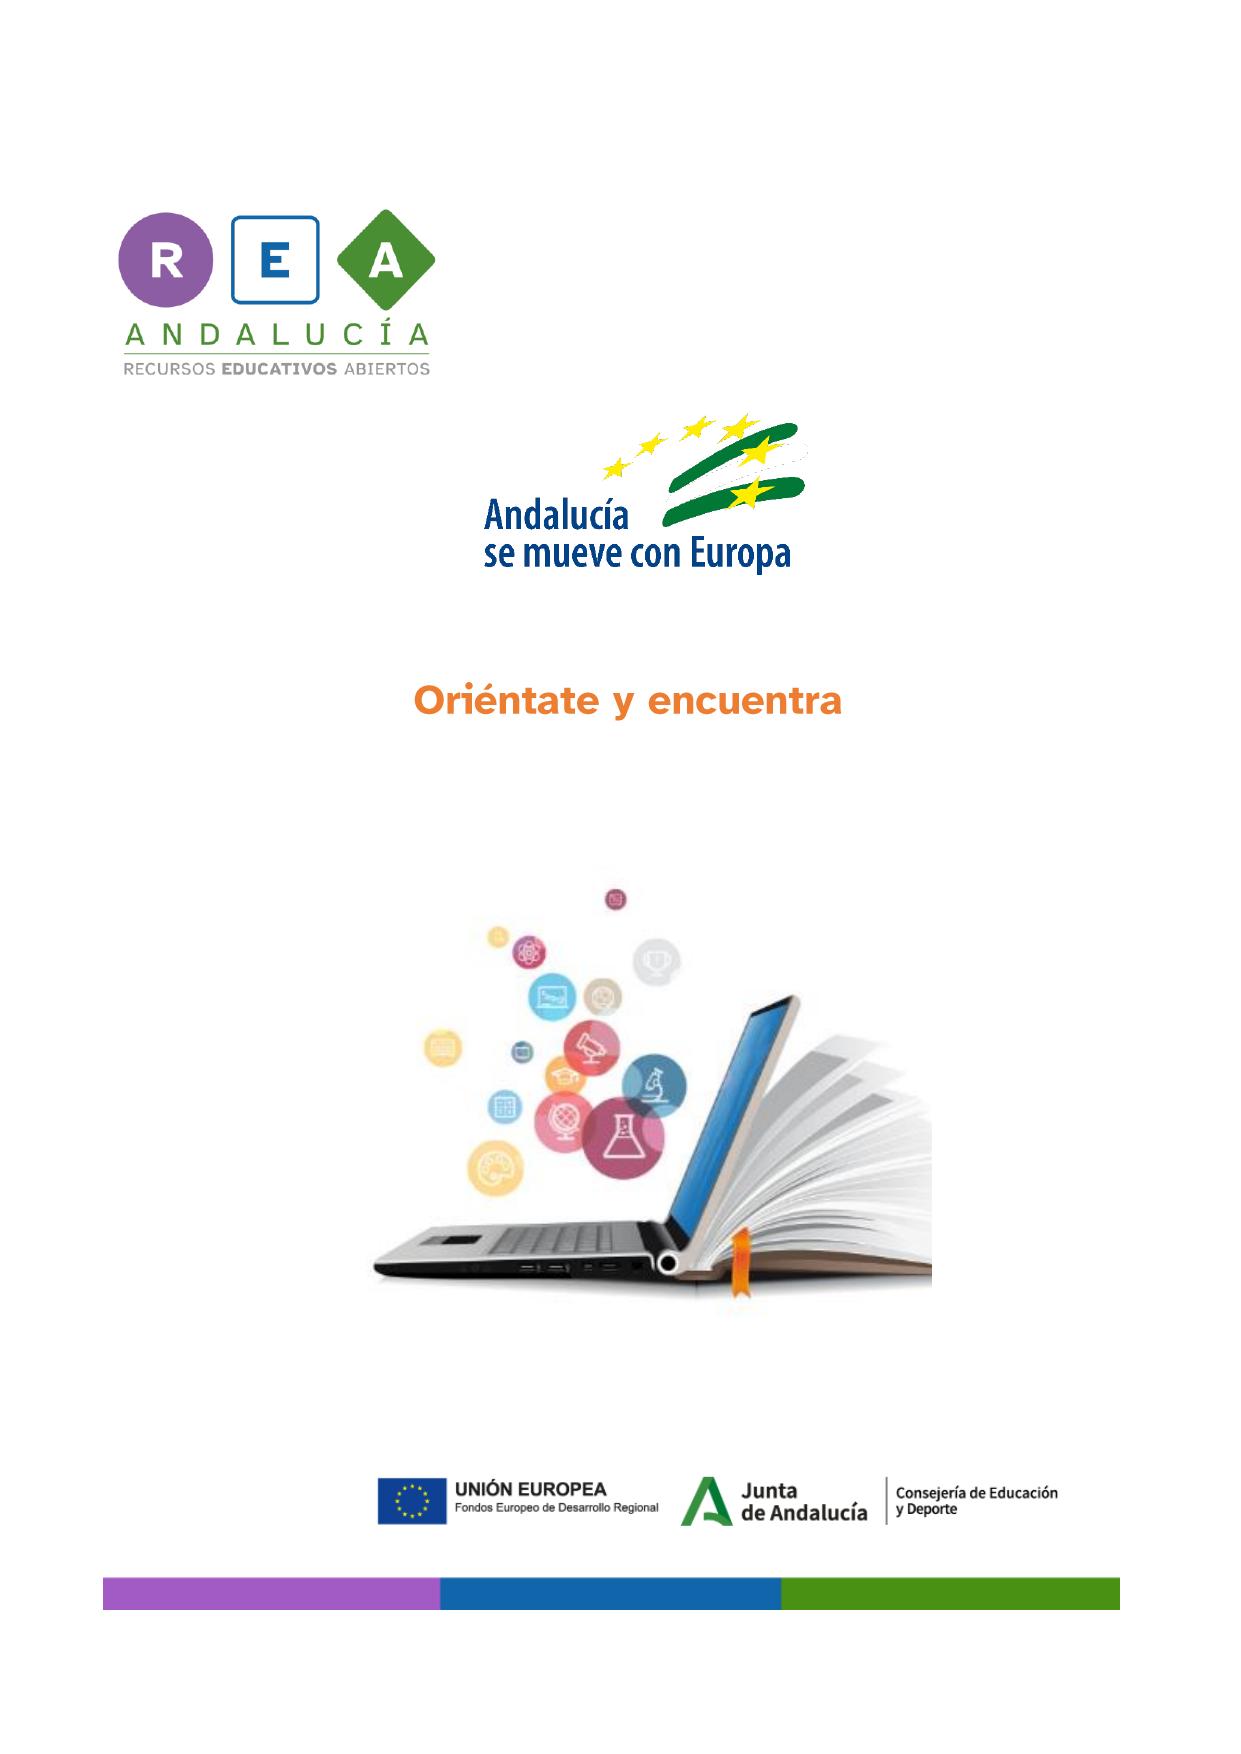 R E A
ANDALUCÍA
RECURSOS EDUCATIVOS ABIERTOS
Andalucía
se mueve con Europa
Oriéntate y encuentra
UNIÓN EUROPEA
Fondos Europeo de Desarrollo Regional
Junta
de Andalucía
Consejería de Educación
y Deporte